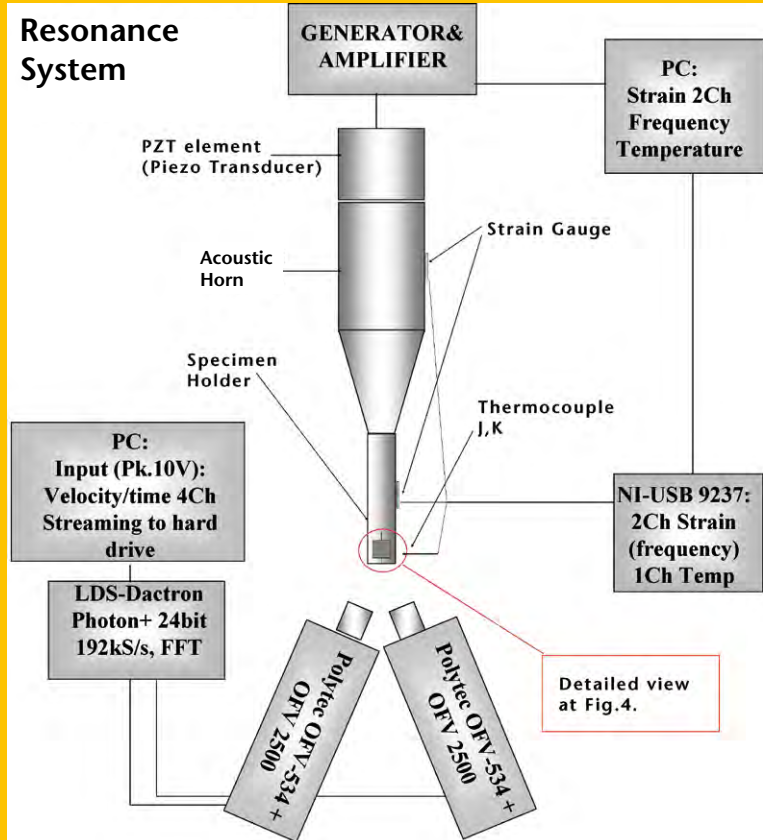 Resonance
System
GENERATOR&
AMPLIFIER
PC:
Strain 2Ch
Frequency
Temperature
PZT element
(Piezo Transducer)
Strain Gauge
Acoustic
Horn
Specimen
Holder
Thermocouple
J,K
PC:
Input (Pk.10V):
Velocity/time 4Ch
Streaming to hard
drive
NI-USB 9237:
2Ch Strain
(frequency)
1Ch Temp
LDS-Dactron
Photon+ 24bit
192kS/s, FFT
Polytec OFV-534 +
OFV 2500
Polytec OFV-534 +
OFV 2500
Detailed view
at Fig.4.